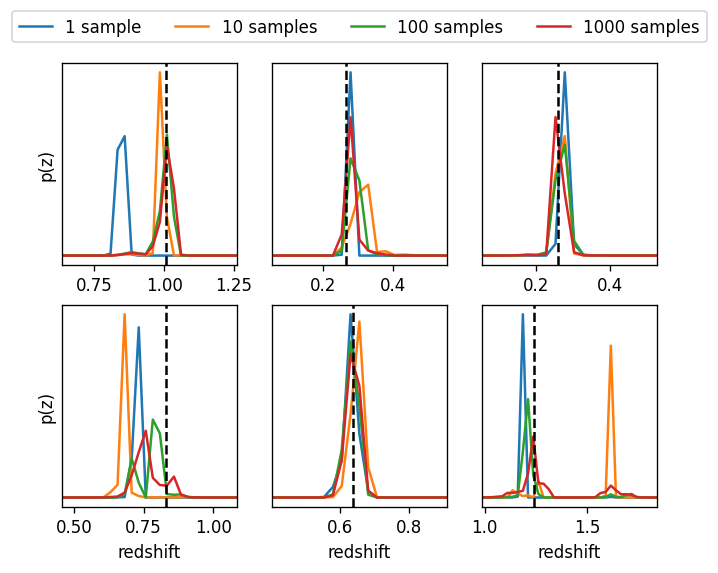 1 sample 10 samples 100 samples 1000 samples
p(z)
0.75 1.00 1.25 0.2 0.4 0.2 0.4
p(z)
0.50 0.75 1.00 0.6 0.8 1.0 1.5
redshift redshift redshift